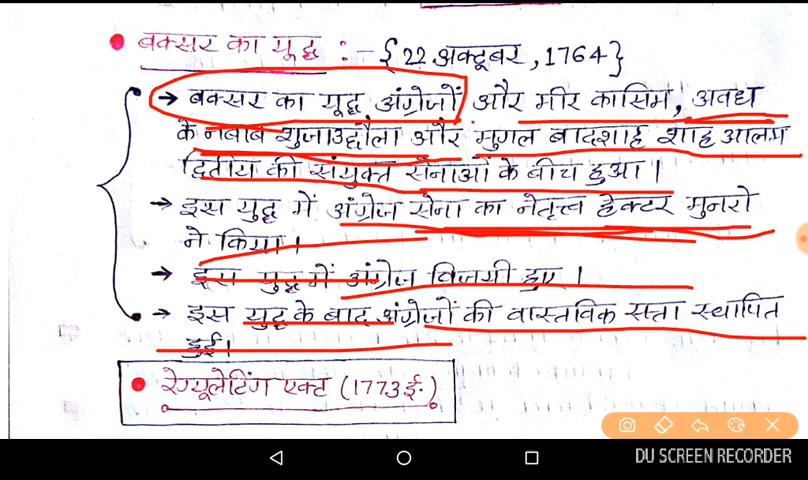 बक्सर का युद्ध :- {22 अक्टूबर, 1764}
→ बक्सर का युद्ध अंग्रेजों और मीर कासिम, अवध
के नबाब शुजाउद्दौला और मुगल बादशाह शाह आलम
द्वितीय की संयुक्त सेनाओं के बीच हुआ।
→ इस युद्ध में अंग्रेज सेना का नेतृत्व हेक्टर मुनरो
ने किया।
→ इस युद्ध में अंग्रेज विजयी हुए।
→ इस युद्ध के बाद अंग्रेजों की वास्तविक सत्ता स्थापित
हुई।
रेग्यूलेटिंग एक्ट (1773 ई.)
DU SCREEN RECORDER